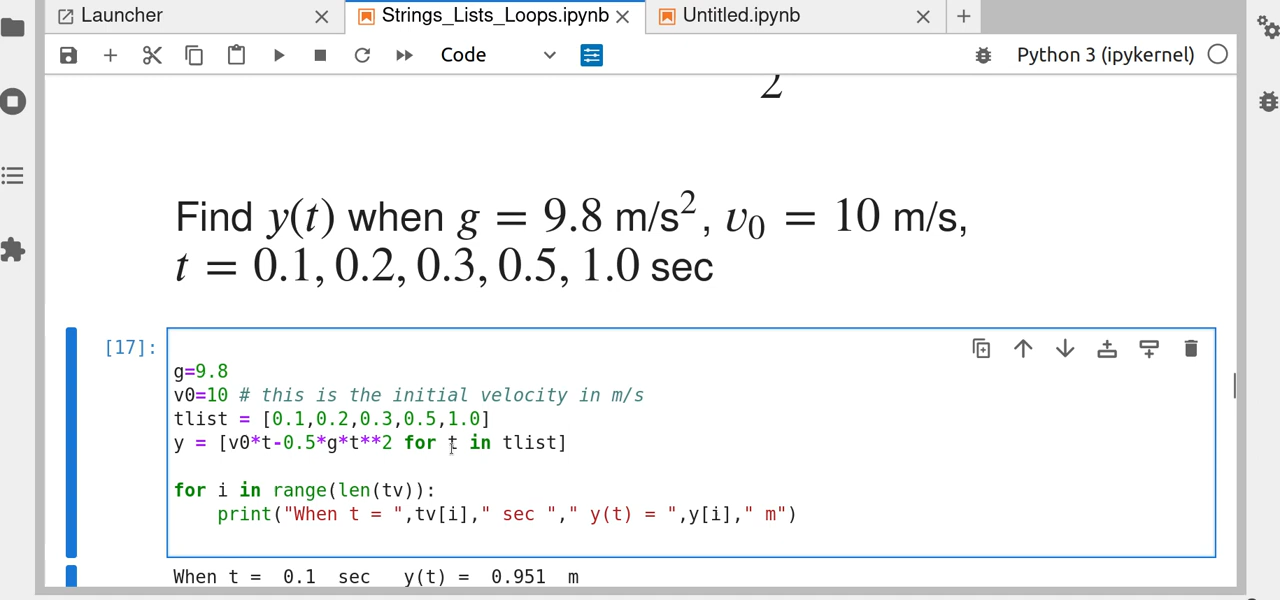 Launcher
Strings_Lists_Loops.ipynb
Untitled.ipynb
Code
Python 3 (ipykernel)
2
Find y(t) when g = 9.8 m/s², v₀ = 10 m/s,
t = 0.1, 0.2, 0.3, 0.5, 1.0 sec
[17]:
g=9.8
v0=10 # this is the initial velocity in m/s
tlist = [0.1,0.2,0.3,0.5,1.0]
y = [v0*t-0.5*g*t**2 for t in tlist]
for i in range(len(tv)):
    print("When t = ",tv[i]," sec "," y(t) = ",y[i]," m")
When t =  0.1  sec   y(t) =  0.951  m